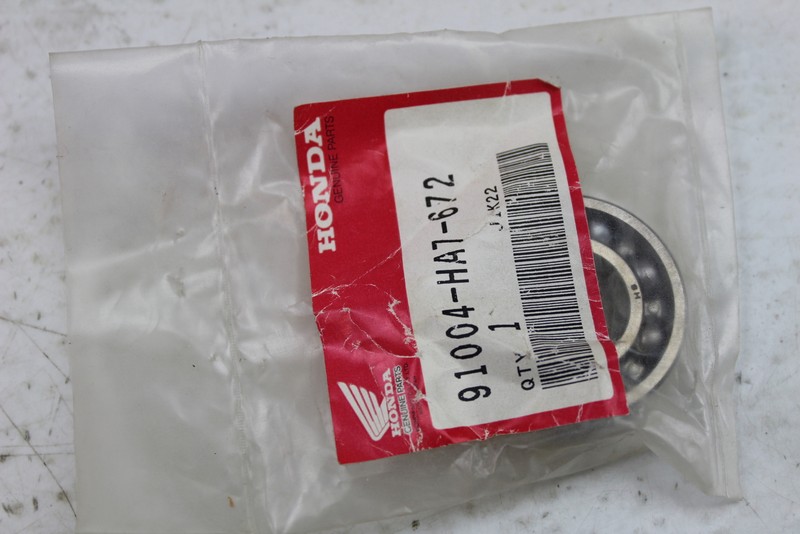 HONDA
GENUINE PARTS
91004-HA7-672
QTY 1
HONDA
GENUINE PARTS